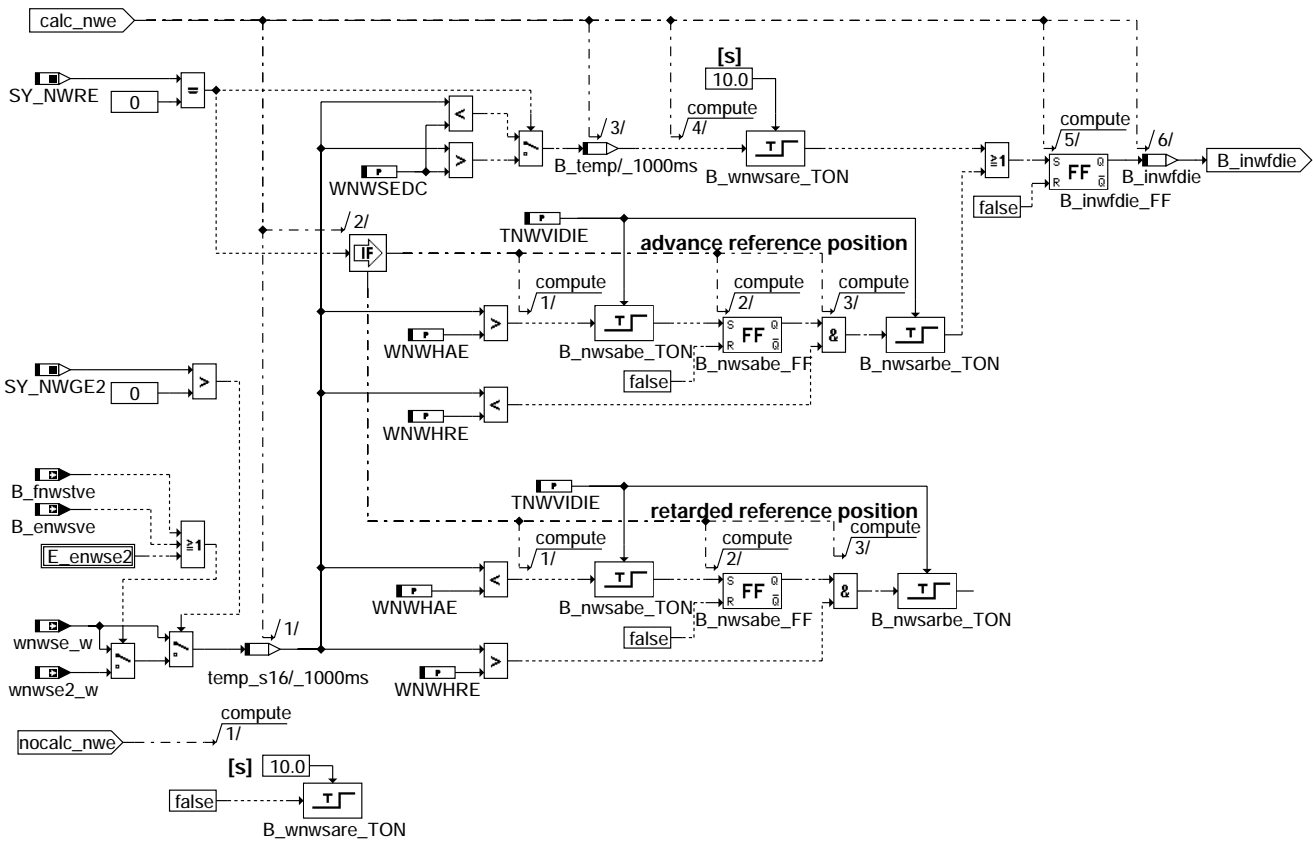 calc_nwe
SY_NWRE
0
=
[s]
10.0
<
>
WNWSEDC
3/
B_temp/_1000ms
compute
4/
T
B_wnwsare_TON
≥1
compute
5/
S Q
FF
R Q
B_inwfdie_FF
false
6/
B_inwfdie
B_inwfdie
2/
IF
TNWVIDIE
advance reference position
compute
1/
compute
2/
compute
3/
>
WNWHAE
T
B_nwsabe_TON
S Q
FF
R Q
B_nwsabe_FF
false
&
T
B_nwsarbe_TON
<
WNWHRE
SY_NWGE2
0
>
B_fnwstve
B_enwsve
E_enwse2
≥1
TNWVIDIE
retarded reference position
compute
1/
compute
2/
compute
3/
<
WNWHAE
T
B_nwsabe_TON
S Q
FF
R Q
B_nwsabe_FF
false
&
T
B_nwsarbe_TON
>
WNWHRE
wnwse_w
wnwse2_w
1/
temp_s16/_1000ms
nocalc_nwe
compute
1/
[s]
10.0
false
T
B_wnwsare_TON